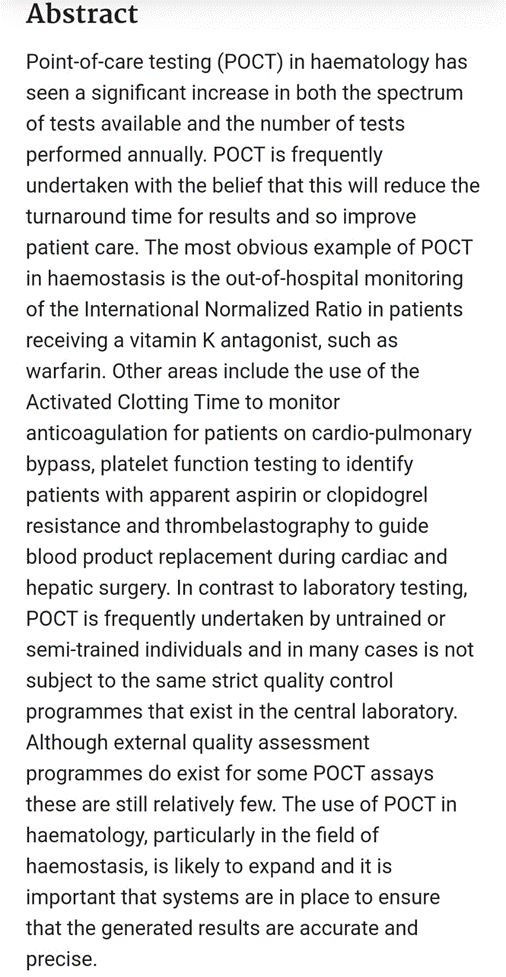 Abstract
Point-of-care testing (POCT) in haematology has
seen a significant increase in both the spectrum
of tests available and the number of tests
performed annually. POCT is frequently
undertaken with the belief that this will reduce the
turnaround time for results and so improve
patient care. The most obvious example of POCT
in haemostasis is the out-of-hospital monitoring
of the International Normalized Ratio in patients
receiving a vitamin K antagonist, such as
warfarin. Other areas include the use of the
Activated Clotting Time to monitor
anticoagulation for patients on cardio-pulmonary
bypass, platelet function testing to identify
patients with apparent aspirin or clopidogrel
resistance and thrombelastography to guide
blood product replacement during cardiac and
hepatic surgery. In contrast to laboratory testing,
POCT is frequently undertaken by untrained or
semi-trained individuals and in many cases is not
subject to the same strict quality control
programmes that exist in the central laboratory.
Although external quality assessment
programmes do exist for some POCT assays
these are still relatively few. The use of POCT in
haematology, particularly in the field of
haemostasis, is likely to expand and it is
important that systems are in place to ensure
that the generated results are accurate and
precise.